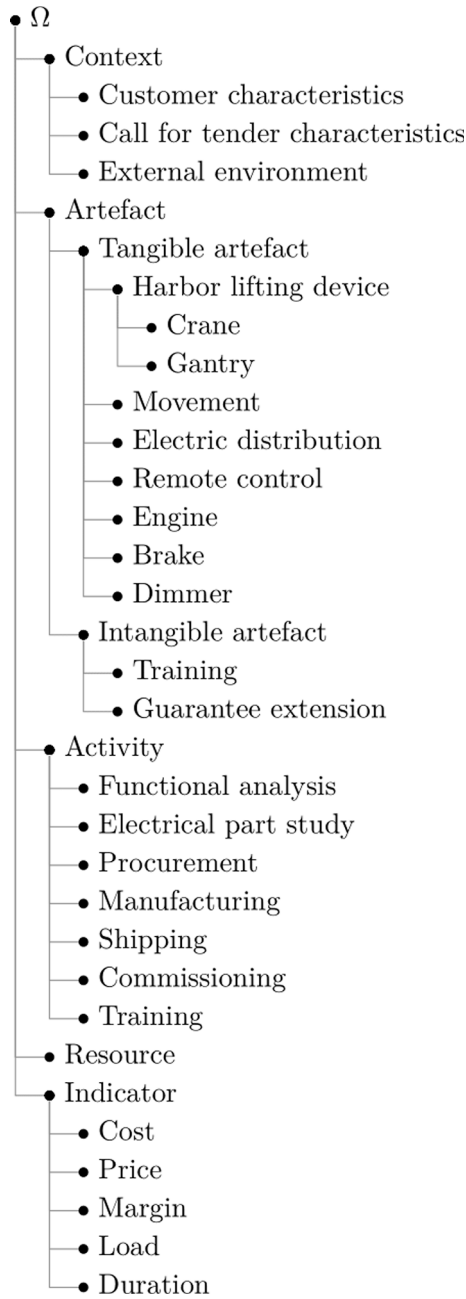 Ω
Context
Customer characteristics
Call for tender characteristics
External environment
Artefact
Tangible artefact
Harbor lifting device
Crane
Gantry
Movement
Electric distribution
Remote control
Engine
Brake
Dimmer
Intangible artefact
Training
Guarantee extension
Activity
Functional analysis
Electrical part study
Procurement
Manufacturing
Shipping
Commissioning
Training
Resource
Indicator
Cost
Price
Margin
Load
Duration